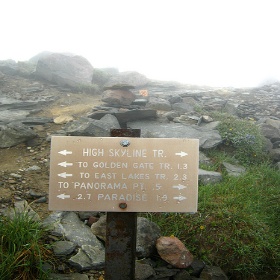 ← HIGH SKYLINE TR. →
← TO GOLDEN GATE TR. 1.3
← TO EAST LAKES TR. 2.8
TO PANORAMA PT .9 →
← 2.7 PARADISE 1.9 →